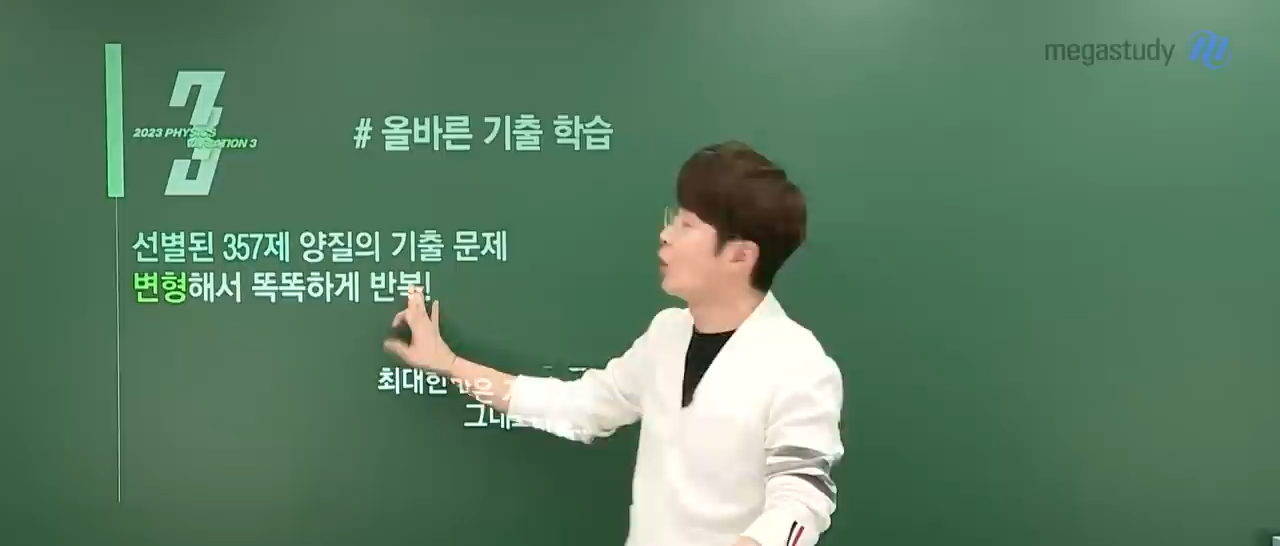 megastudy
3
2023 PHYSICS
# 올바른 기출 학습
선별된 357제 양질의 기출 문제
변형해서 똑똑하게 반복!